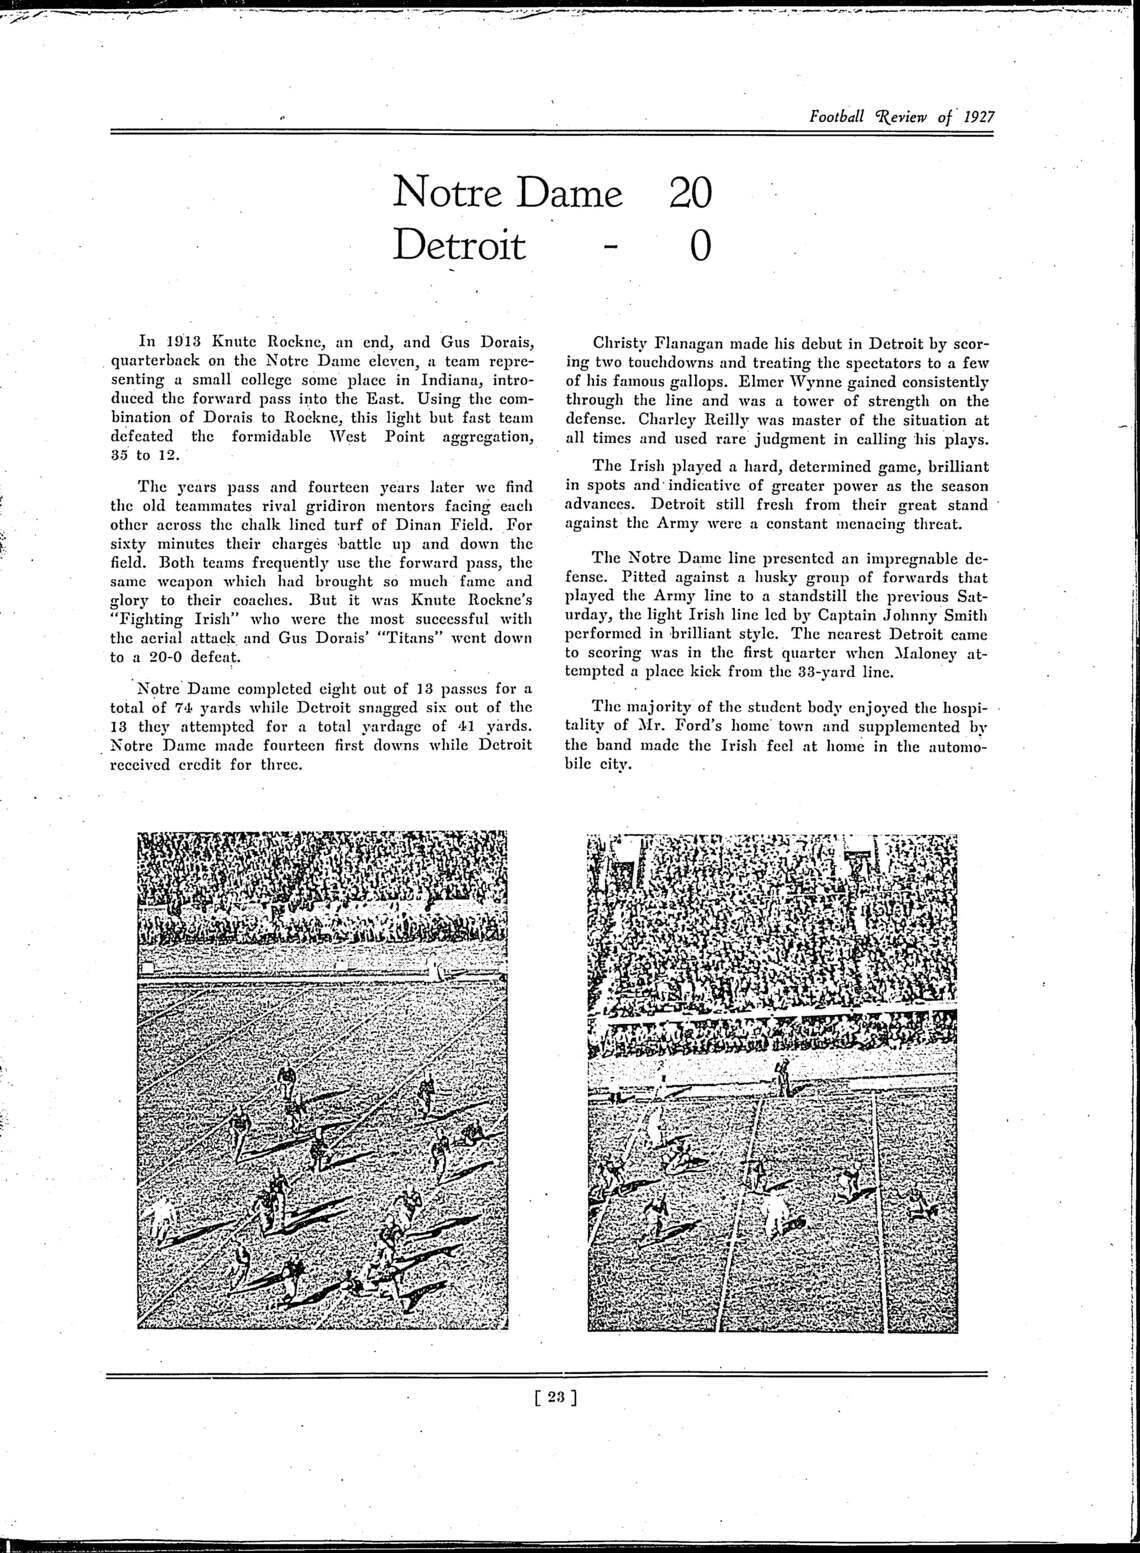 Football Review of 1927
Notre Dame 20
Detroit - 0
In 1913 Knute Rockne, an end, and Gus Dorais,
quarterback on the Notre Dame eleven, a team repre-
senting a small college some place in Indiana, intro-
duced the forward pass into the East. Using the com-
bination of Dorais to Rockne, this light but fast team
defeated the formidable West Point aggregation,
35 to 12.
The years pass and fourteen years later we find
the old teammates rival gridiron mentors facing each
other across the chalk lined turf of Dinan Field. For
sixty minutes their charges battle up and down the
field. Both teams frequently use the forward pass, the
same weapon which had brought so much fame and
glory to their coaches. But it was Knute Rockne's
"Fighting Irish" who were the most successful with
the aerial attack and Gus Dorais' "Titans" went down
to a 20-0 defeat.
Notre Dame completed eight out of 13 passes for a
total of 74 yards while Detroit snagged six out of the
13 they attempted for a total yardage of 41 yards.
Notre Dame made fourteen first downs while Detroit
received credit for three.
Christy Flanagan made his debut in Detroit by scor-
ing two touchdowns and treating the spectators to a few
of his famous gallops. Elmer Wynne gained consistently
through the line and was a tower of strength on the
defense. Charley Reilly was master of the situation at
all times and used rare judgment in calling his plays.
The Irish played a hard, determined game, brilliant
in spots and indicative of greater power as the season
advances. Detroit still fresh from their great stand
against the Army were a constant menacing threat.
The Notre Dame line presented an impregnable de-
fense. Pitted against a husky group of forwards that
played the Army line to a standstill the previous Sat-
urday, the light Irish line led by Captain Johnny Smith
performed in brilliant style. The nearest Detroit came
to scoring was in the first quarter when Maloney at-
tempted a place kick from the 33-yard line.
The majority of the student body enjoyed the hospi-
tality of Mr. Ford's home town and supplemented by
the band made the Irish feel at home in the automo-
bile city.
[ 23 ]